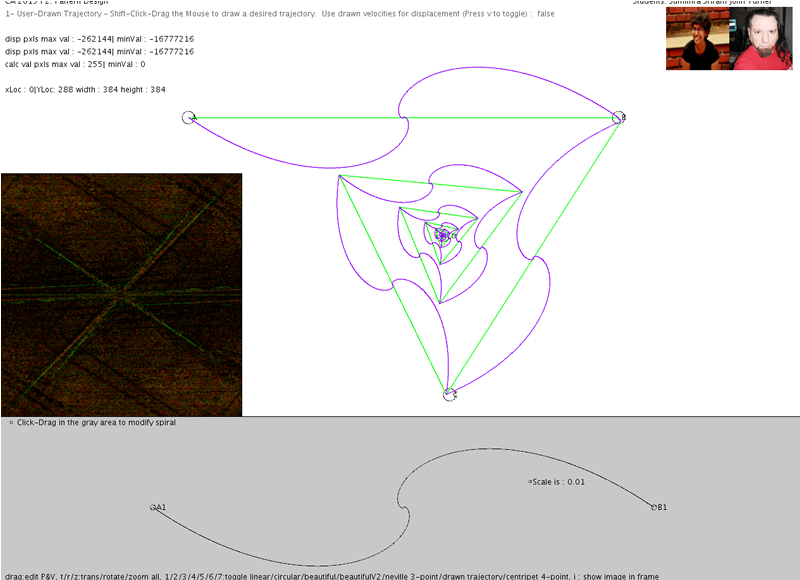 CA 2015 P2: Pattern Design
Students: Sumithra Sriram John Turner
1- User-Drawn Trajectory - Shift-Click-Drag the Mouse to draw a desired trajectory.  Use drawn velocities for displacement (Press v to toggle) :  false
disp pxls max val : -262144| minVal : -16777216
disp pxls max val : -262144| minVal : -16777216
calc val pxls max val : 255| minVal : 0
xLoc : 0|YLoc: 288 width : 384 height : 384
A
B
C
Click-Drag in the gray area to modify spiral
Scale is : 0.01
A1
B1
drag:edit P&V, t/r/z:trans/rotate/zoom all, 1/2/3/4/5/6/7:toggle linear/circular/beautiful/beautifulV2/neville 3-point/drawn trajectory/centripet 4-point, i : show image in frame